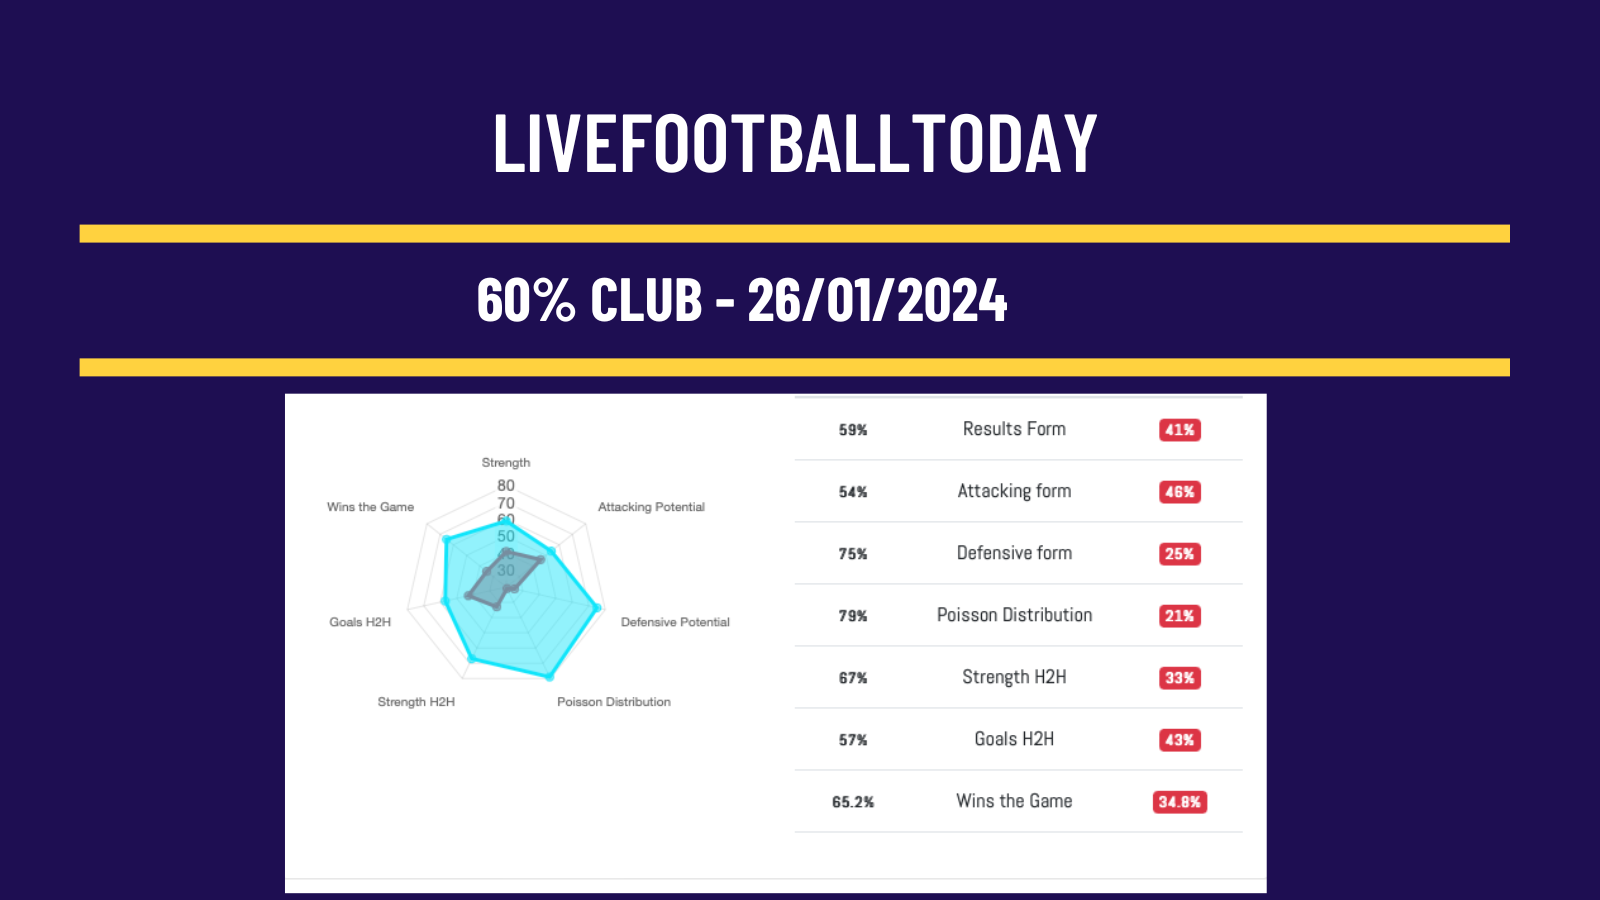 LIVEFOOTBALLTODAY
60% CLUB - 26/01/2024
Strength
80
70
60
50
30
Wins the Game
Attacking Potential
Goals H2H
Defensive Potential
Strength H2H
Poisson Distribution
59% Results Form 41%
54% Attacking form 46%
75% Defensive form 25%
79% Poisson Distribution 21%
67% Strength H2H 33%
57% Goals H2H 43%
65.2% Wins the Game 34.8%